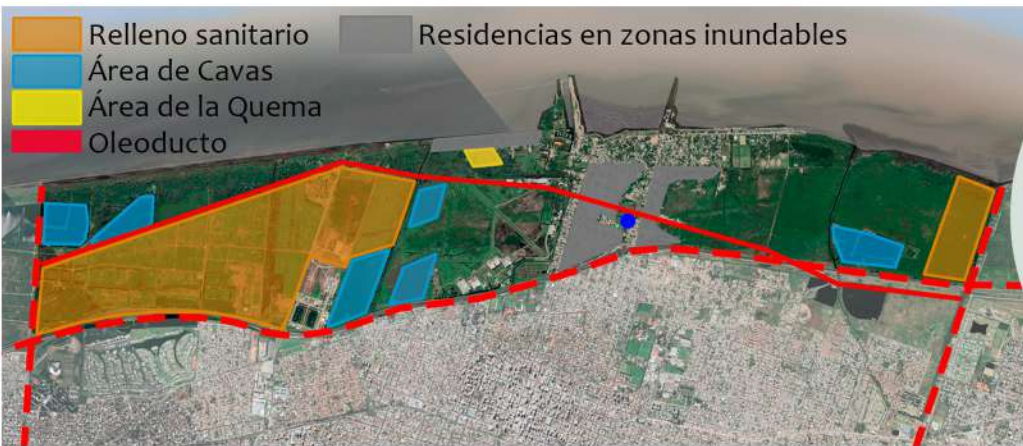 Relleno sanitario
Residencias en zonas inundables
Área de Cavas
Área de la Quema
Oleoducto